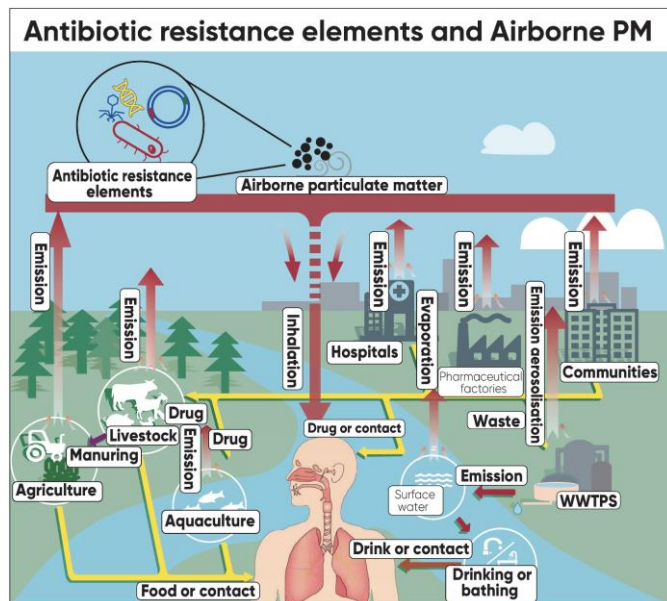 Antibiotic resistance elements and Airborne PM
Antibiotic resistance
elements
Airborne particulate matter
Emission
Emission
Inhalation
Emission
Evaporation
Emission
Emission aerosolisation
Emission
Hospitals
Pharmaceutical
factories
Communities
Drug
Livestock
Manuring
Emission
Drug
Drug or contact
Waste
Agriculture
Aquaculture
Surface
water
Emission
WWTPS
Drink or contact
Drinking or
bathing
Food or contact